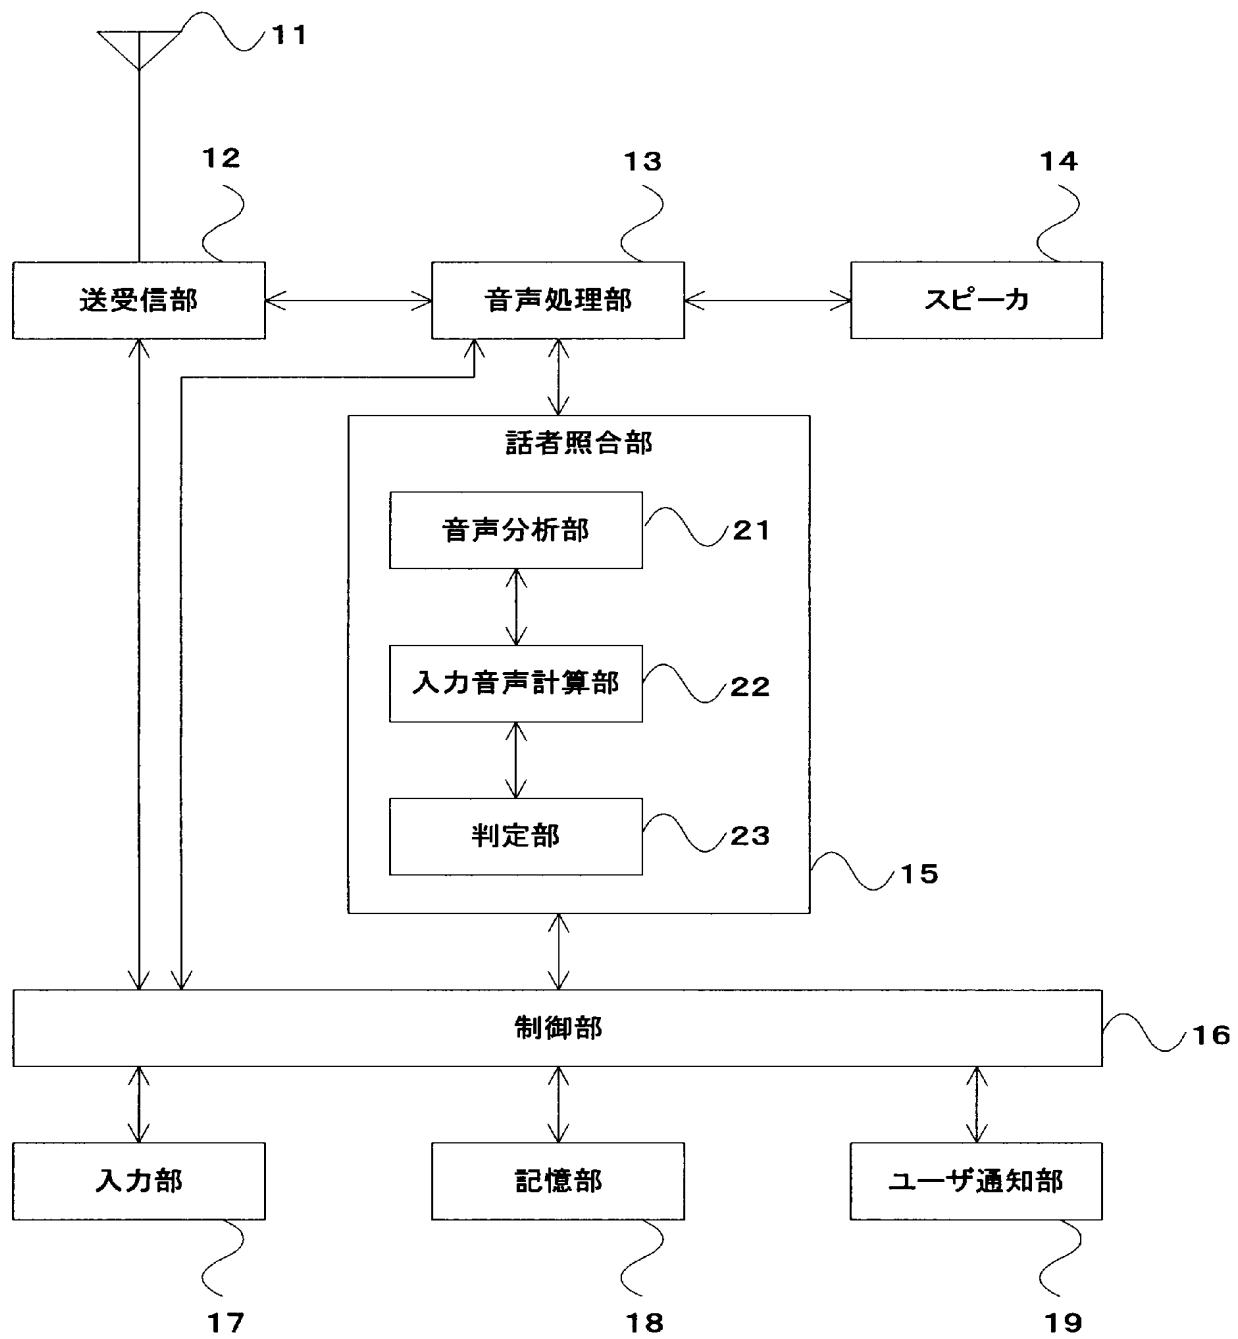 11
12
13
14
送受信部
音声処理部
スピーカ
話者照合部
音声分析部
21
入力音声計算部
22
判定部
23
15
制御部
16
入力部
記憶部
ユーザ通知部
17
18
19